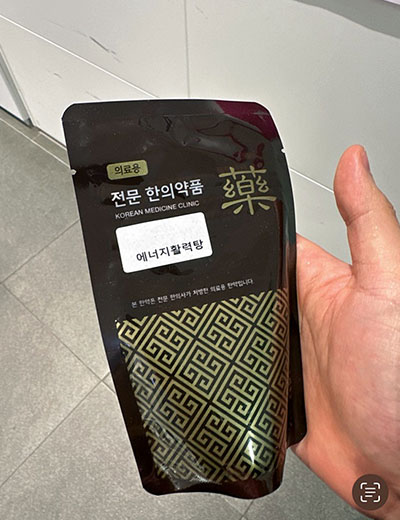 의료용
전문 한의약품
KOREAN MEDICINE CLINIC
藥
에너지활력탕
본 한약은 전문 한의사가 처방한 의료용 한약입니다